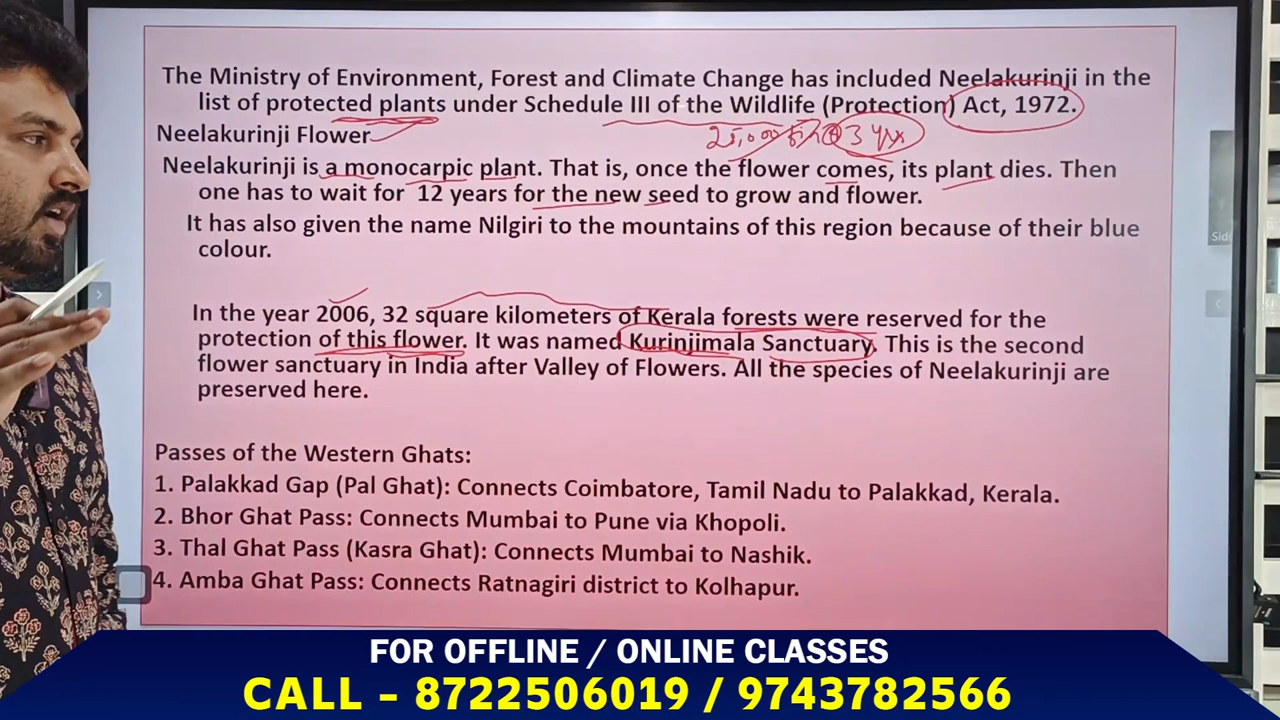 The Ministry of Environment, Forest and Climate Change has included Neelakurinji in the
list of protected plants under Schedule III of the Wildlife (Protection) Act, 1972.
Neelakurinji Flower
25,000 @ 3 yrs
Neelakurinji is a monocarpic plant. That is, once the flower comes, its plant dies. Then
one has to wait for 12 years for the new seed to grow and flower.
It has also given the name Nilgiri to the mountains of this region because of their blue
colour.
In the year 2006, 32 square kilometers of Kerala forests were reserved for the
protection of this flower. It was named Kurinjimala Sanctuary. This is the second
flower sanctuary in India after Valley of Flowers. All the species of Neelakurinji are
preserved here.
Passes of the Western Ghats:
1. Palakkad Gap (Pal Ghat): Connects Coimbatore, Tamil Nadu to Palakkad, Kerala.
2. Bhor Ghat Pass: Connects Mumbai to Pune via Khopoli.
3. Thal Ghat Pass (Kasra Ghat): Connects Mumbai to Nashik.
4. Amba Ghat Pass: Connects Ratnagiri district to Kolhapur.
FOR OFFLINE / ONLINE CLASSES
CALL - 8722506019 / 9743782566